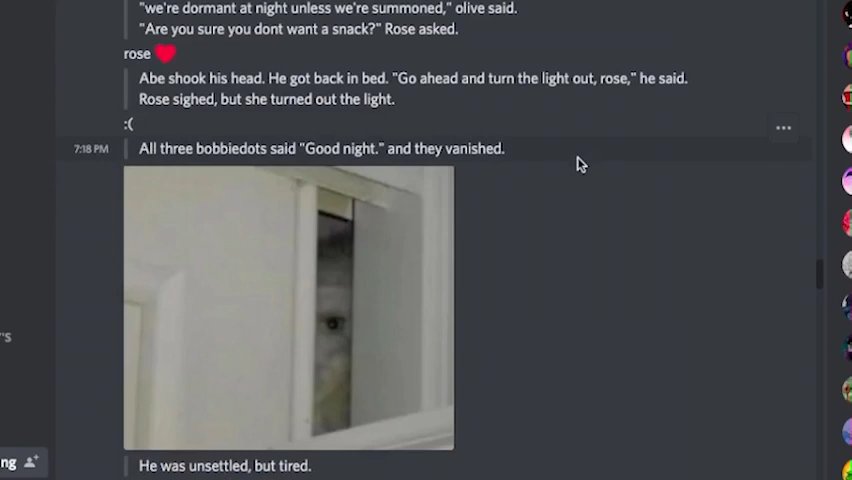 "we're dormant at night unless we're summoned," olive said.
"Are you sure you dont want a snack?" Rose asked.
rose ❤️
Abe shook his head. He got back in bed. "Go ahead and turn the light out, rose," he said.
Rose sighed, but she turned out the light.
:(
7:18 PM All three bobbiedots said "Good night." and they vanished.
's
ng
He was unsettled, but tired.